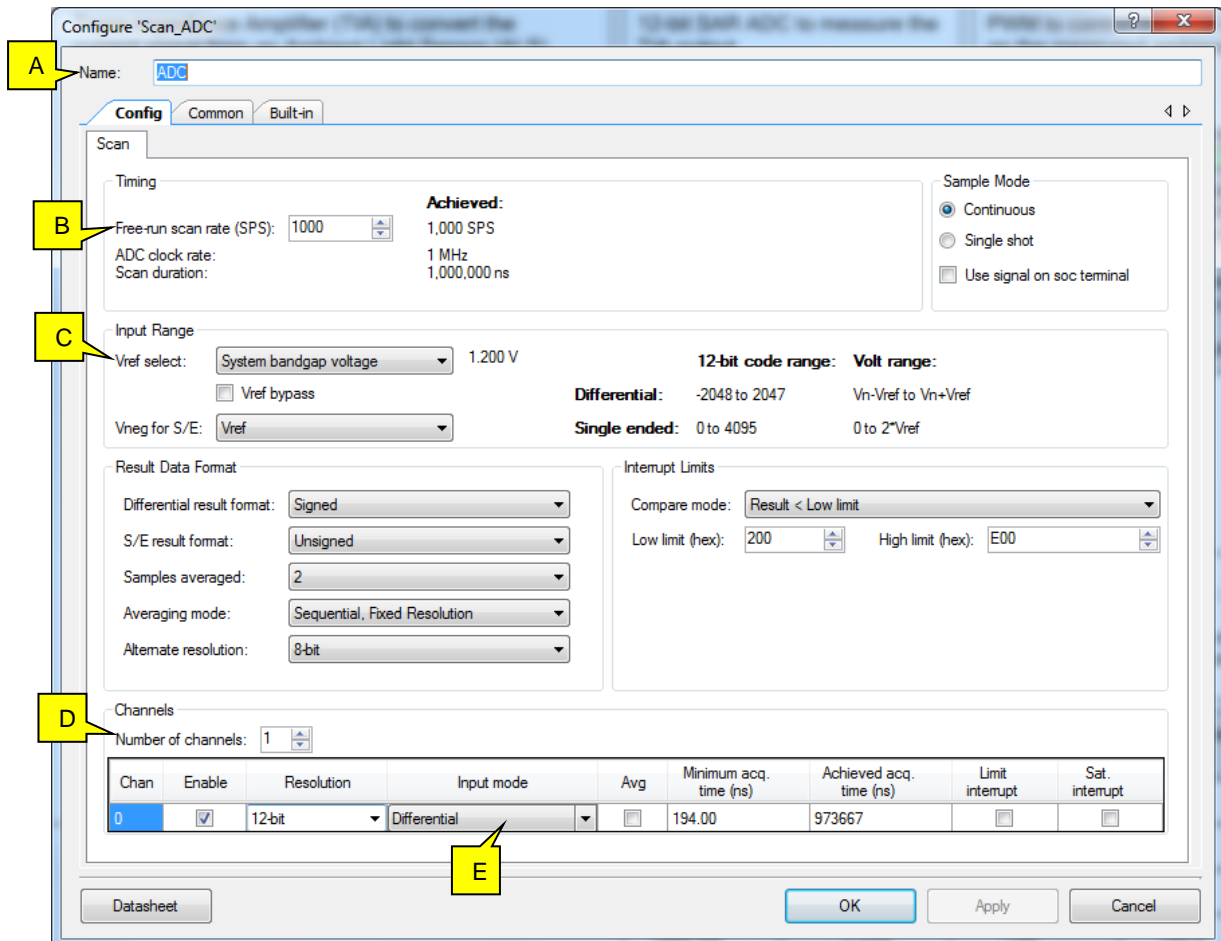 Configure 'Scan_ADC'
A
Name: ADC
Config Common Built-in
Scan
Timing
Achieved:
B
Free-run scan rate (SPS): 1000 1,000 SPS
ADC clock rate: 1 MHz
Scan duration: 1,000,000 ns
Sample Mode
Continuous
Single shot
Use signal on soc terminal
Input Range
C
Vref select: System bandgap voltage 1.200 V
Vref bypass
Vneg for S/E: Vref
12-bit code range: Volt range:
Differential: -2048 to 2047 Vn-Vref to Vn+Vref
Single ended: 0 to 4095 0 to 2*Vref
Result Data Format
Differential result format: Signed
S/E result format: Unsigned
Samples averaged: 2
Averaging mode: Sequential, Fixed Resolution
Alternate resolution: 8-bit
Interrupt Limits
Compare mode: Result < Low limit
Low limit (hex): 200 High limit (hex): E00
Channels
D
Number of channels: 1
Chan Enable Resolution Input mode Avg Minimum acq. time (ns) Achieved acq. time (ns) Limit interrupt Sat. interrupt
0 12-bit Differential 194.00 973667
E
Datasheet OK Apply Cancel